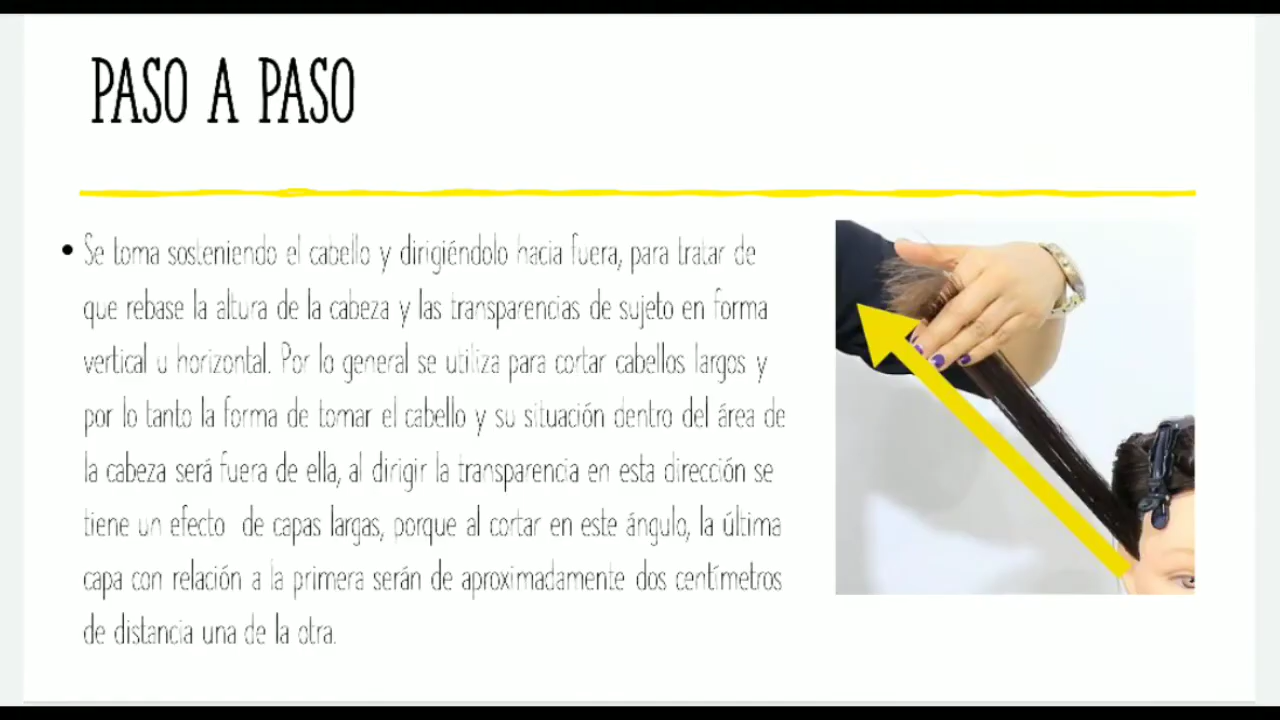 PASO A PASO
• Se toma sosteniendo el cabello y dirigiéndolo hacia fuera, para tratar de
que rebase la altura de la cabeza y las transparencias de sujeto en forma
vertical u horizontal. Por lo general se utiliza para cortar cabellos largos y
por lo tanto la forma de tomar el cabello y su situación dentro del área de
la cabeza será fuera de ella, al dirigir la transparencia en esta dirección se
tiene un efecto de capas largas, porque al cortar en este ángulo, la última
capa con relación a la primera serán de aproximadamente dos centímetros
de distancia una de la otra.